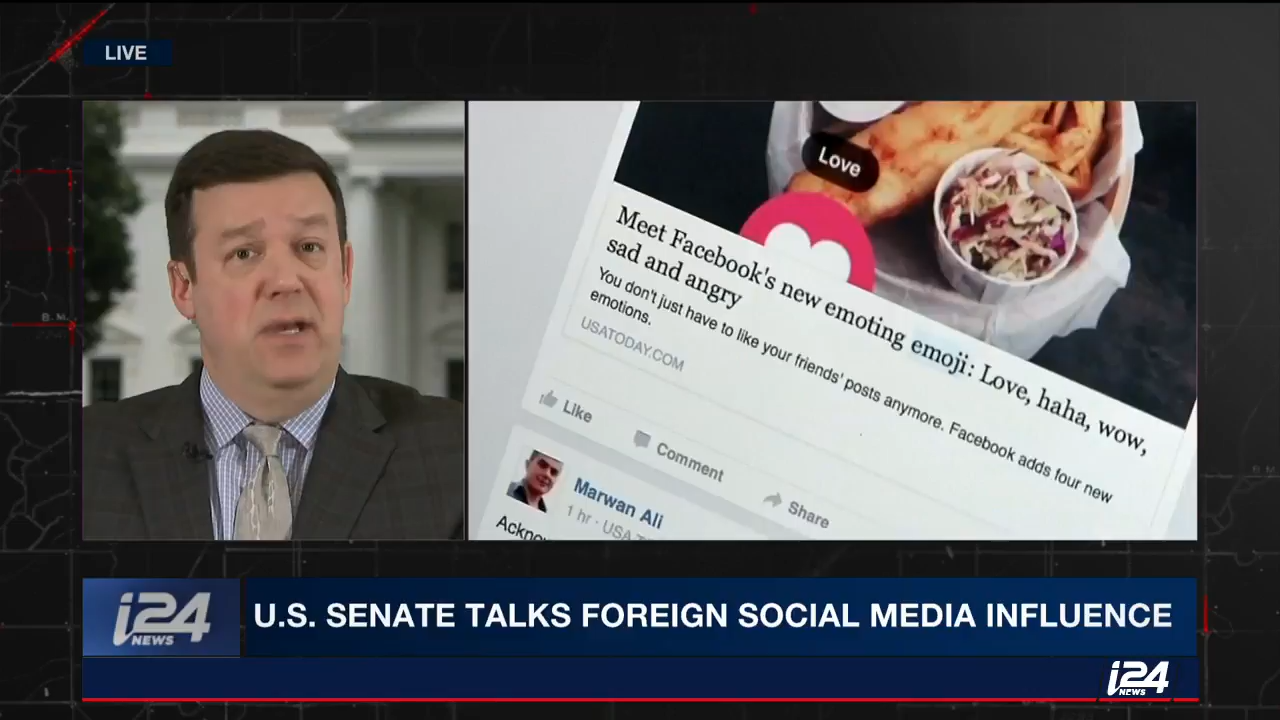 LIVE
Love
Meet Facebook's new emoting emoji: Love, haha, wow,
sad and angry
You don't just have to like your friends' posts anymore. Facebook adds four new
emotions.
USATODAY.COM
Like
Comment
Share
Marwan Ali
1 hr · USA
i24
NEWS
U.S. SENATE TALKS FOREIGN SOCIAL MEDIA INFLUENCE
i24
NEWS